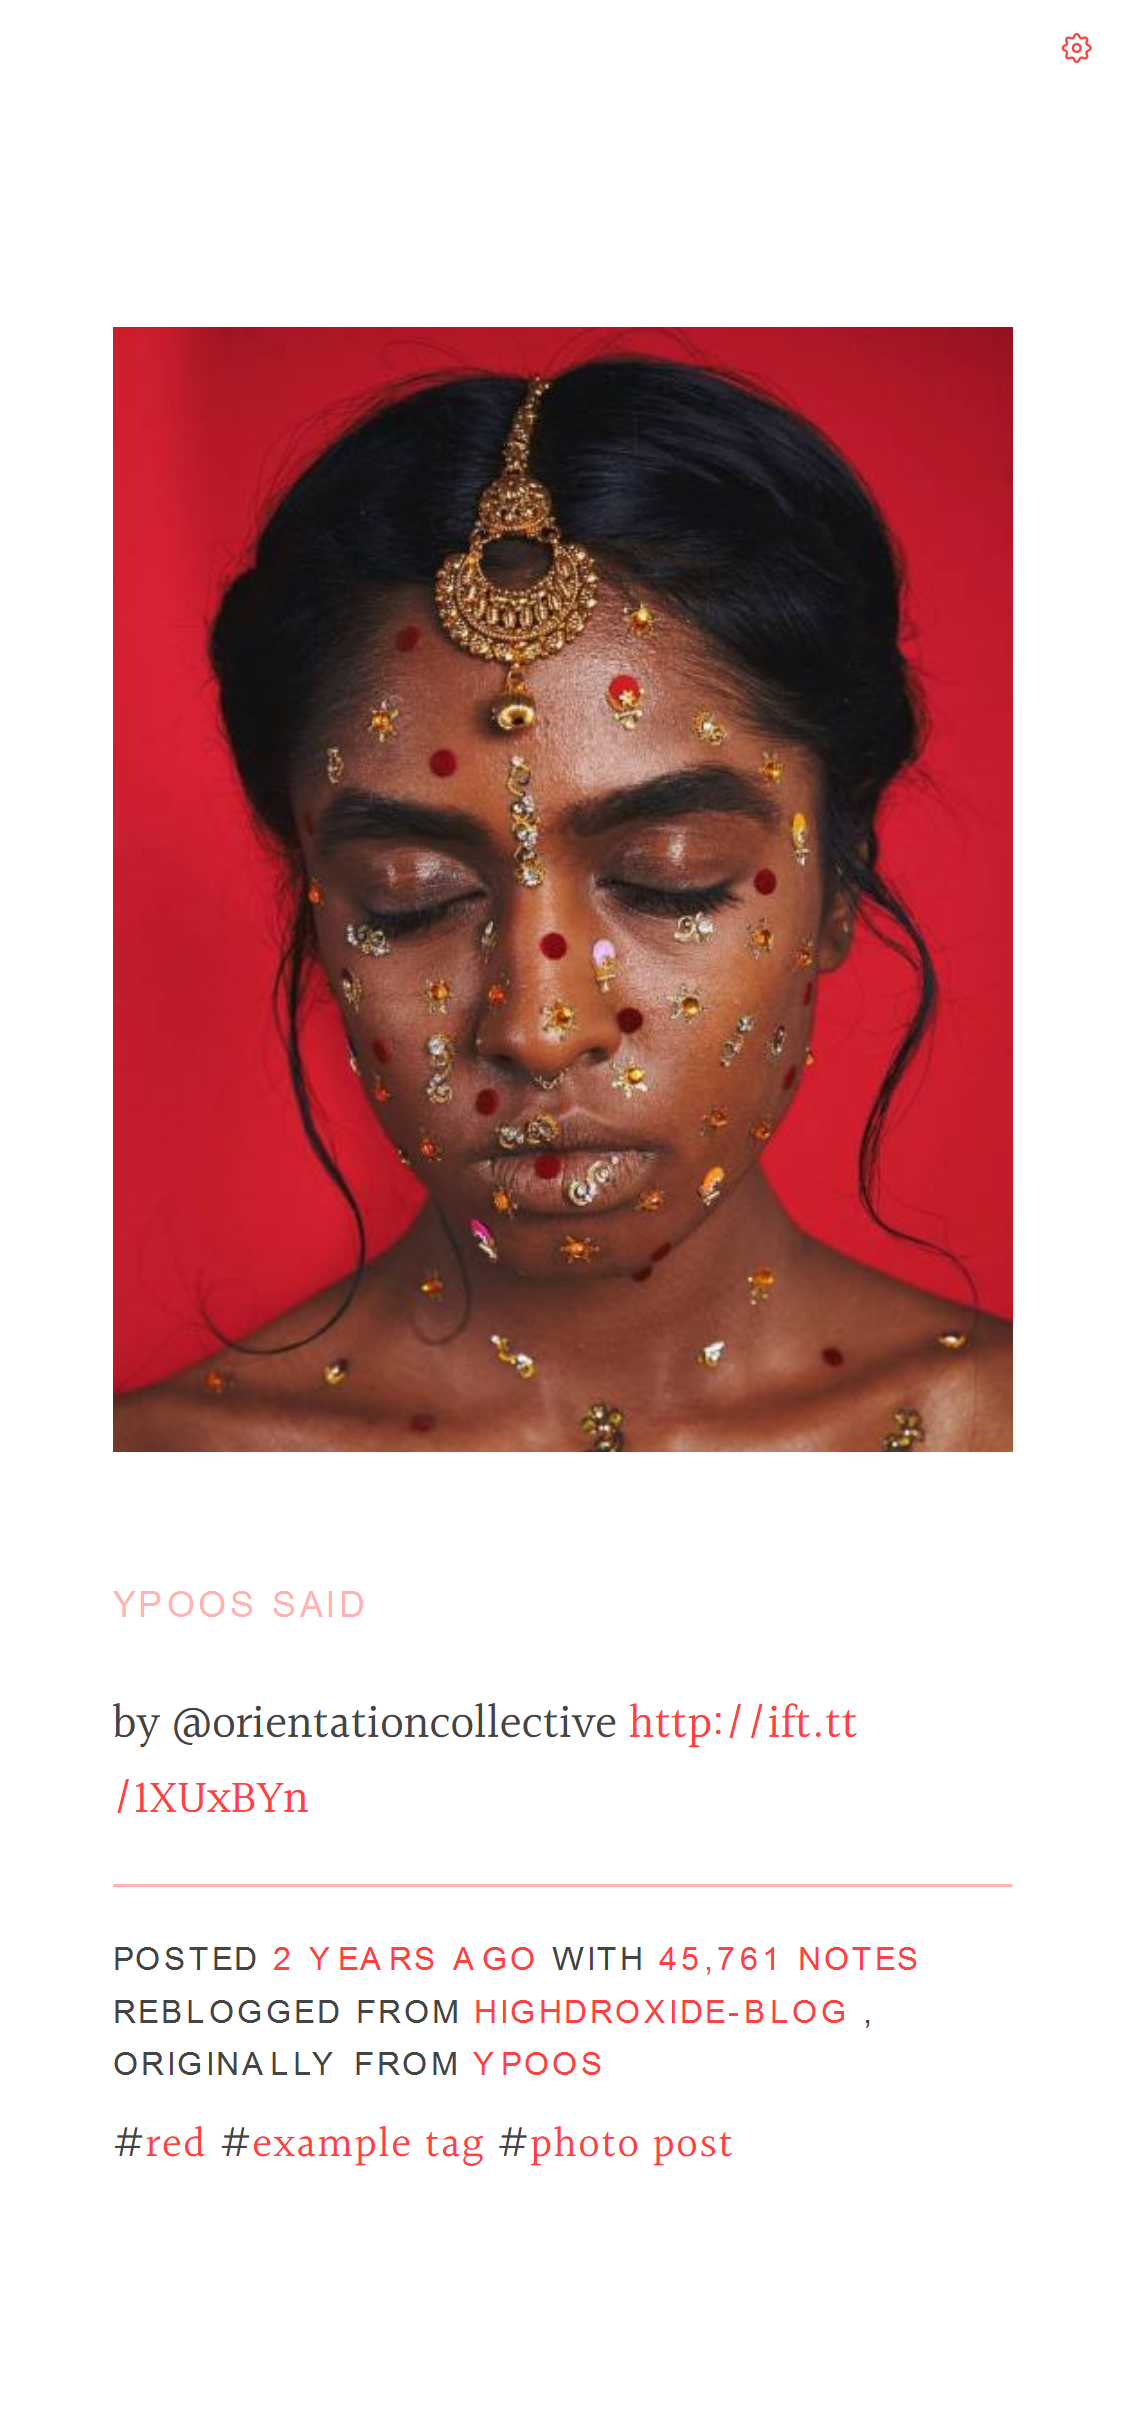 YPOOS SAID
by @orientationcollective http://ift.tt
/1XUxBYn
POSTED 2 YEARS AGO WITH 45,761 NOTES
REBLOGGED FROM HIGHDROXIDE-BLOG ,
ORIGINALLY FROM YPOOS
#red #example tag #photo post